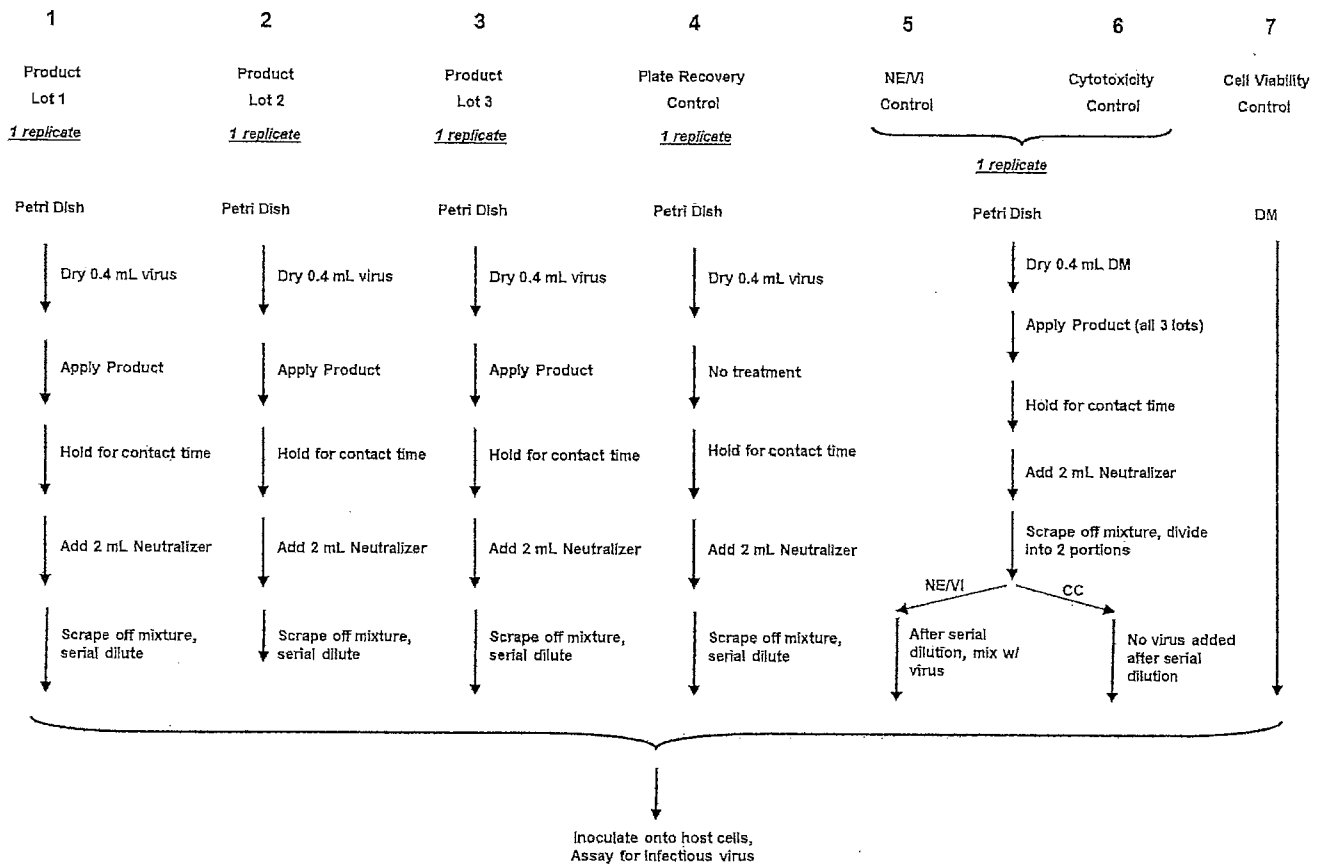 1 2 3 4 5 6 7
Product Lot 1
Product Lot 2
Product Lot 3
Plate Recovery Control
NE/VI Control
Cytotoxicity Control
Cell Viability Control
1 replicate 1 replicate 1 replicate 1 replicate
1 replicate
Petri Dish Petri Dish Petri Dish Petri Dish Petri Dish DM
Dry 0.4 mL virus Dry 0.4 mL virus Dry 0.4 mL virus Dry 0.4 mL virus
Dry 0.4 mL DM
Apply Product Apply Product Apply Product No treatment
Apply Product (all 3 lots)
Hold for contact time Hold for contact time Hold for contact time Hold for contact time
Hold for contact time
Add 2 mL Neutralizer Add 2 mL Neutralizer Add 2 mL Neutralizer Add 2 mL Neutralizer
Add 2 mL Neutralizer
Scrape off mixture, divide
into 2 portions
NE/VI CC
Scrape off mixture,
serial dilute
Scrape off mixture,
serial dilute
Scrape off mixture,
serial dilute
Scrape off mixture,
serial dilute
After serial
dilution, mix w/
virus
No virus added
after serial
dilution
Inoculate onto host cells,
Assay for infectious virus